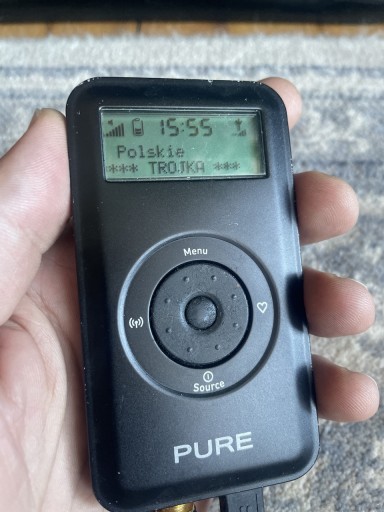 15:55
Polskie
*** TROJKA ***
Menu
Source
PURE